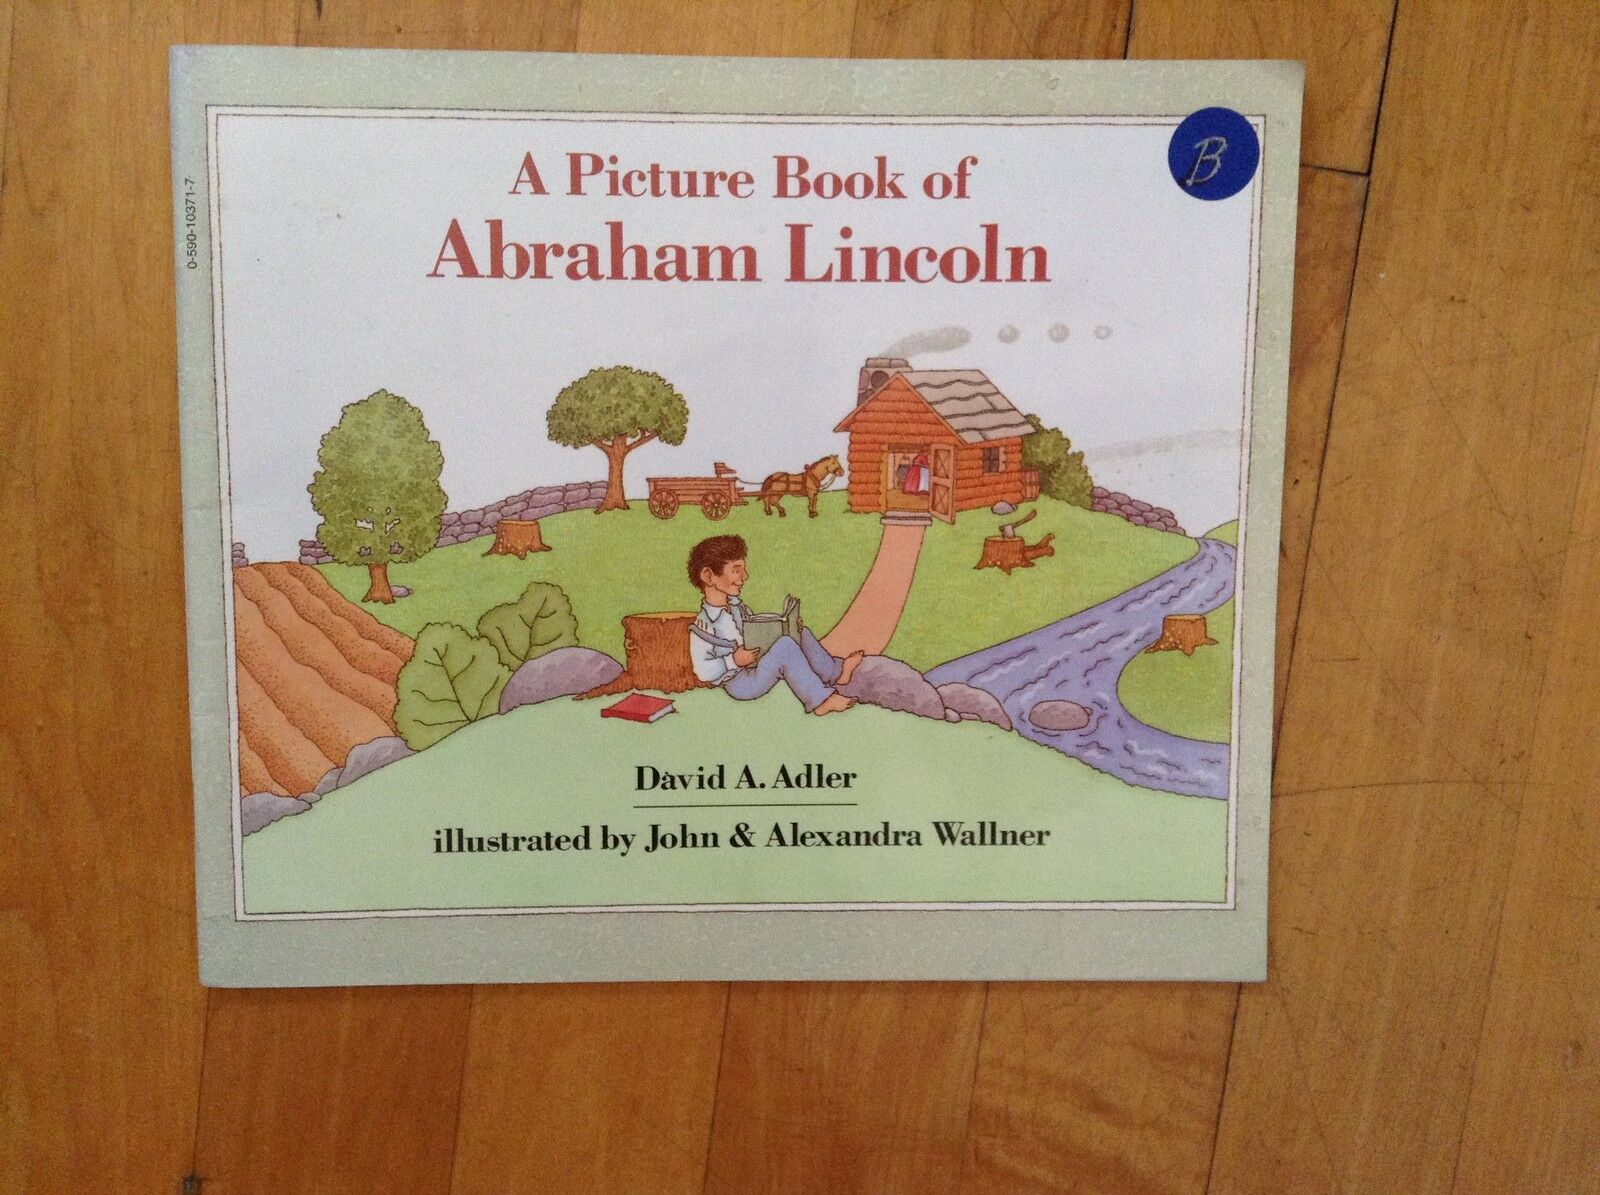 0-590-10371-7
B
A Picture Book of
Abraham Lincoln
David A. Adler
illustrated by John & Alexandra Wallner